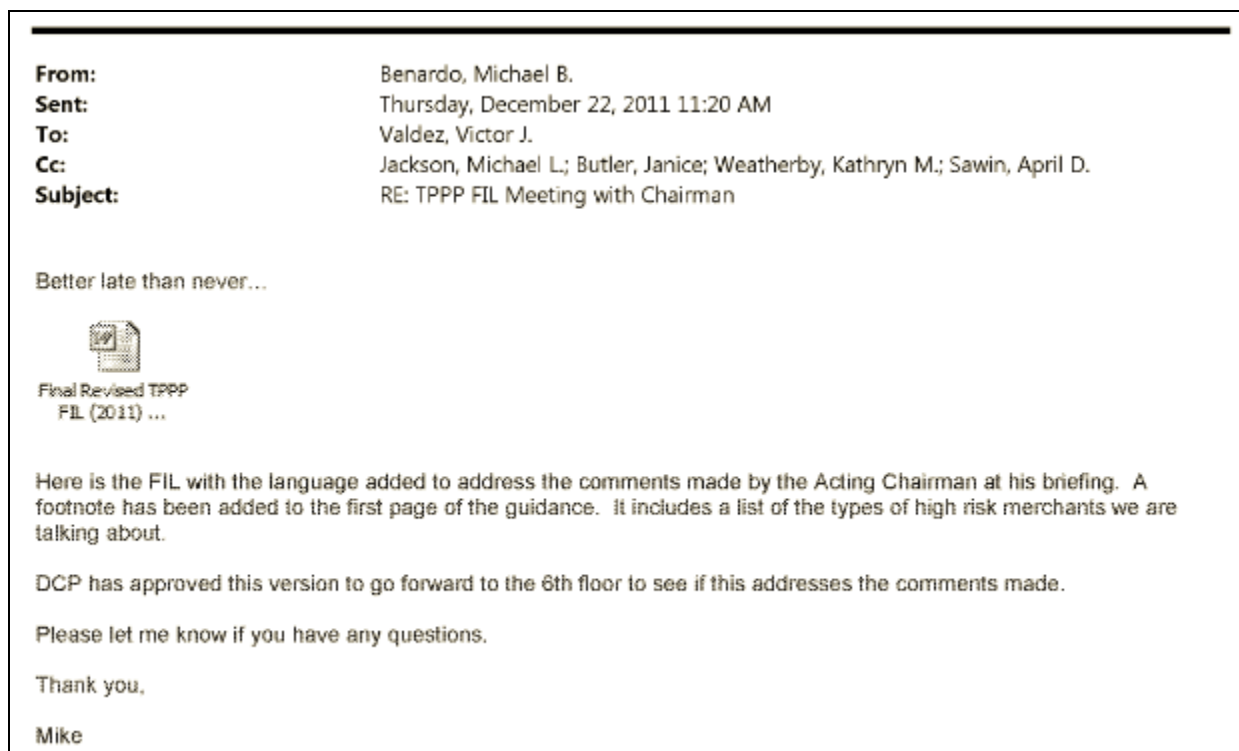 From: Benardo, Michael B.
Sent: Thursday, December 22, 2011 11:20 AM
To: Valdez, Victor J.
Cc: Jackson, Michael L.; Butler, Janice; Weatherby, Kathryn M.; Sawin, April D.
Subject: RE: TPPP FIL Meeting with Chairman
Better late than never...
Final Revised TPPP
FIL (2011) ...
Here is the FIL with the language added to address the comments made by the Acting Chairman at his briefing.  A
footnote has been added to the first page of the guidance.  It includes a list of the types of high risk merchants we are
talking about.
DCP has approved this version to go forward to the 6th floor to see if this addresses the comments made.
Please let me know if you have any questions.
Thank you,
Mike